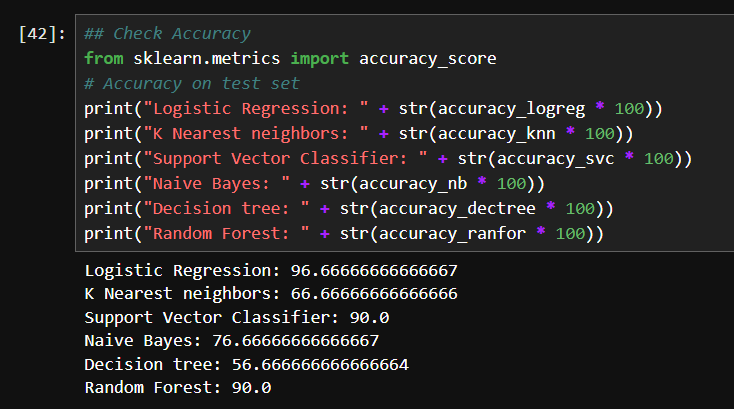 [42]: ## Check Accuracy
from sklearn.metrics import accuracy_score
# Accuracy on test set
print("Logistic Regression: " + str(accuracy_logreg * 100))
print("K Nearest neighbors: " + str(accuracy_knn * 100))
print("Support Vector Classifier: " + str(accuracy_svc * 100))
print("Naive Bayes: " + str(accuracy_nb * 100))
print("Decision tree: " + str(accuracy_dectree * 100))
print("Random Forest: " + str(accuracy_ranfor * 100))
Logistic Regression: 96.66666666666667
K Nearest neighbors: 66.66666666666666
Support Vector Classifier: 90.0
Naive Bayes: 76.66666666666667
Decision tree: 56.666666666666664
Random Forest: 90.0